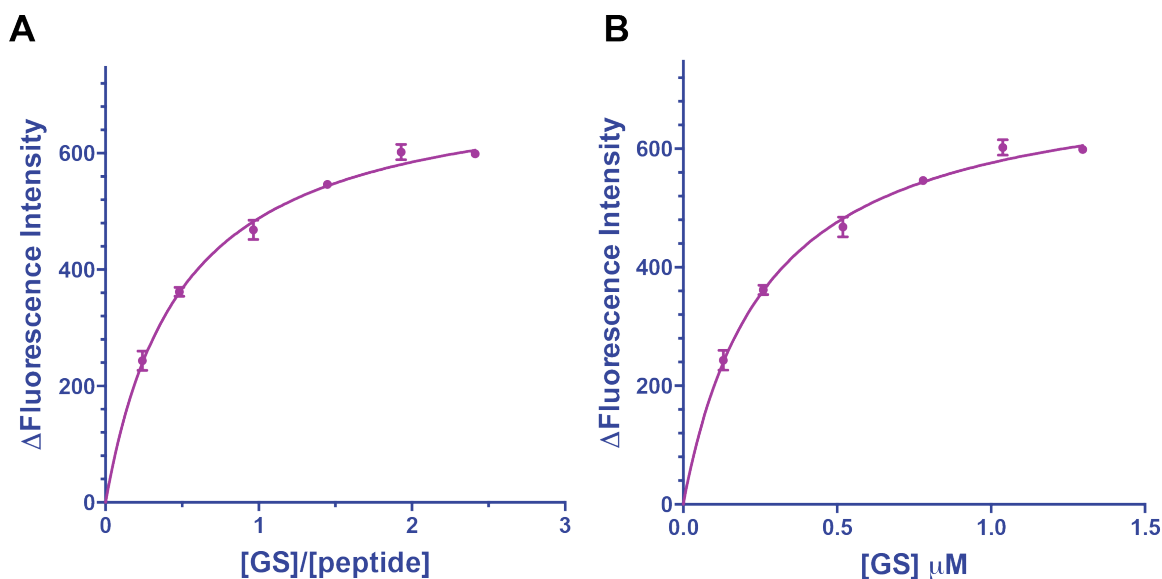 A
ΔFluorescence Intensity
600
400
200
0
0
1
2
3
[GS]/[peptide]
B
ΔFluorescence Intensity
600
400
200
0
0.0
0.5
1.0
1.5
[GS] μM